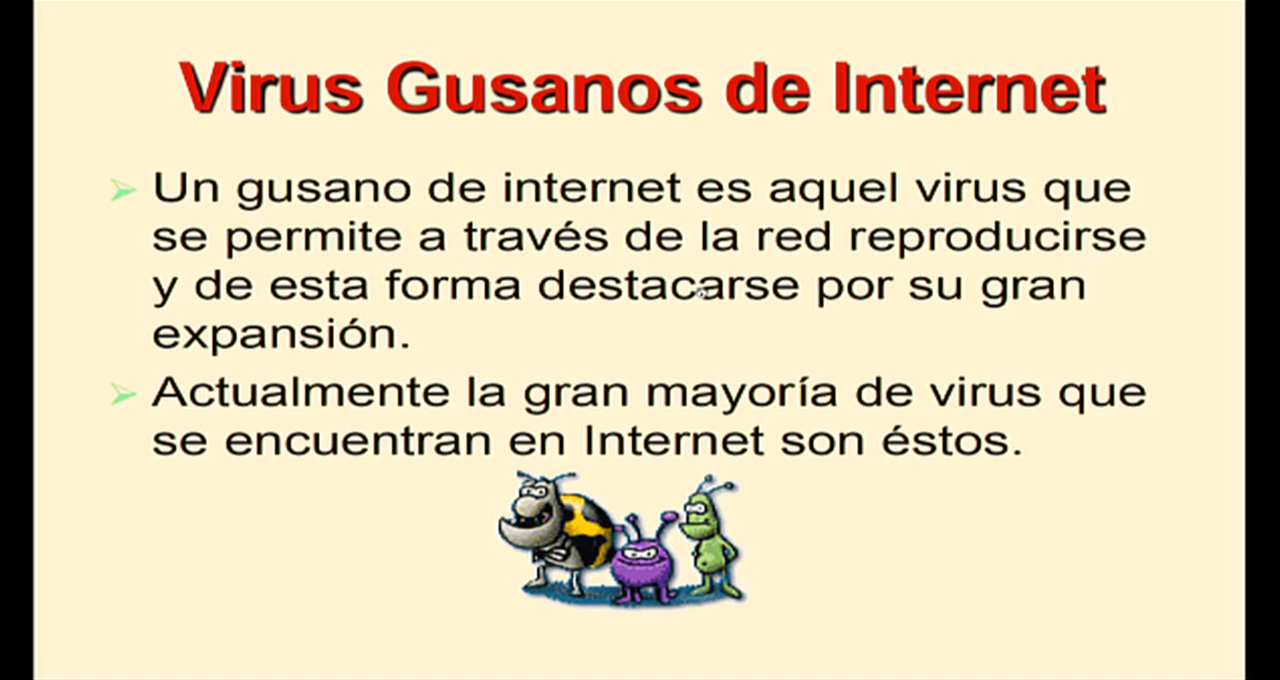 Virus Gusanos de Internet
Un gusano de internet es aquel virus que
se permite a través de la red reproducirse
y de esta forma destacarse por su gran
expansión.
Actualmente la gran mayoría de virus que
se encuentran en Internet son éstos.